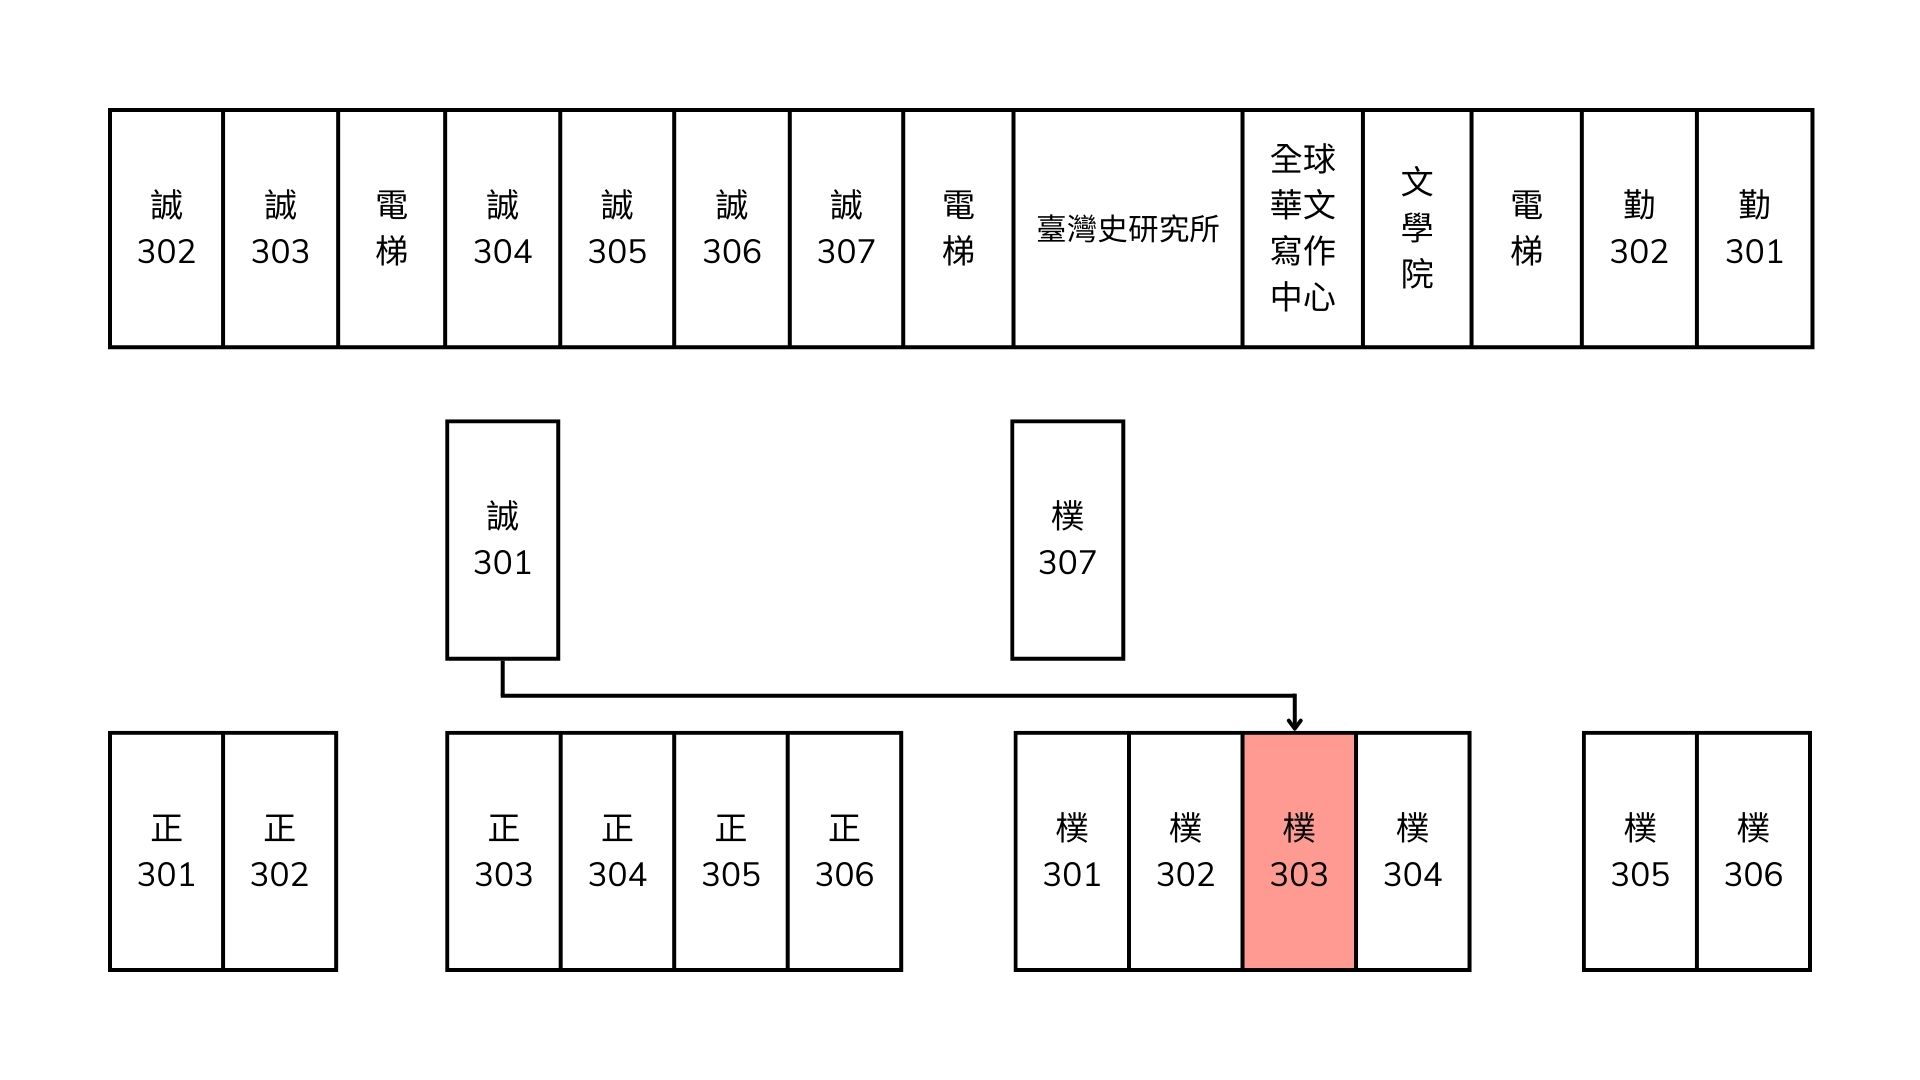 誠
302
誠
303
電
梯
誠
304
誠
305
誠
306
誠
307
電
梯
臺灣史研究所
全球
華文
寫作
中心
文
學
院
電
梯
勤
302
勤
301
誠
301
樸
307
正
301
正
302
正
303
正
304
正
305
正
306
樸
301
樸
302
樸
303
樸
304
樸
305
樸
306